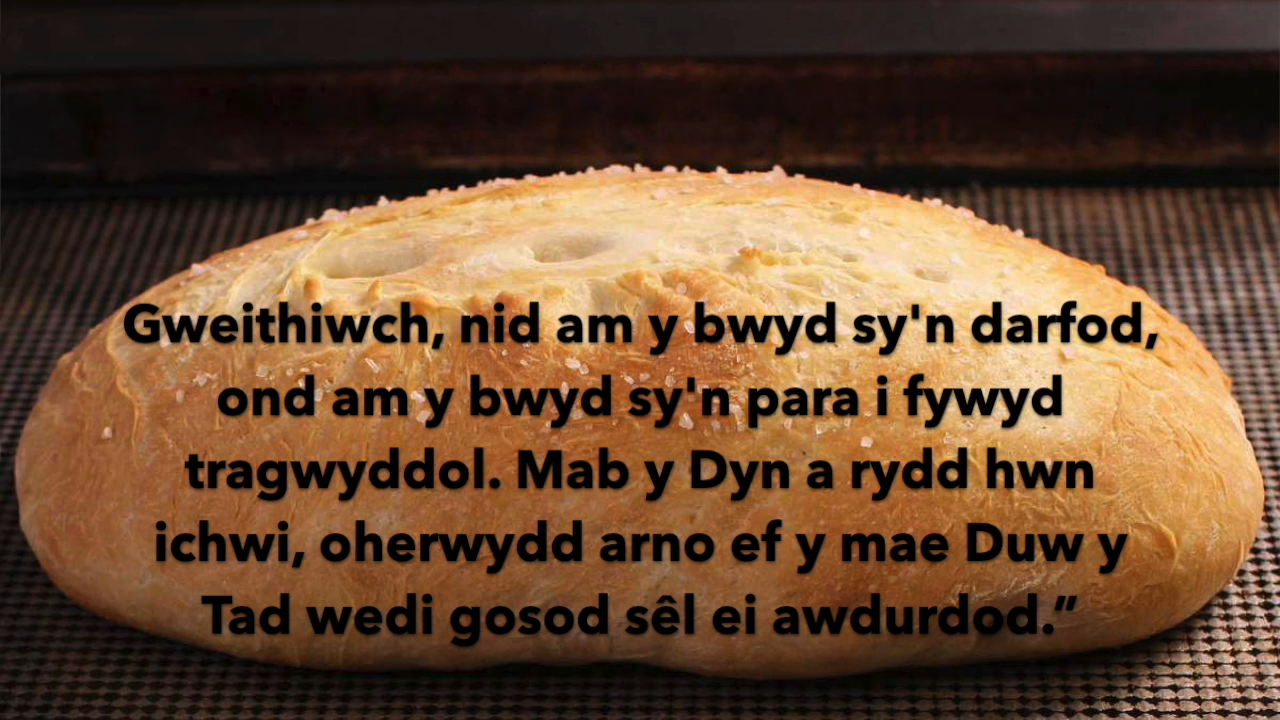 Gweithiwch, nid am y bwyd sy'n darfod,
ond am y bwyd sy'n para i fywyd
tragwyddol. Mab y Dyn a rydd hwn
ichwi, oherwydd arno ef y mae Duw y
Tad wedi gosod sêl ei awdurdod.”